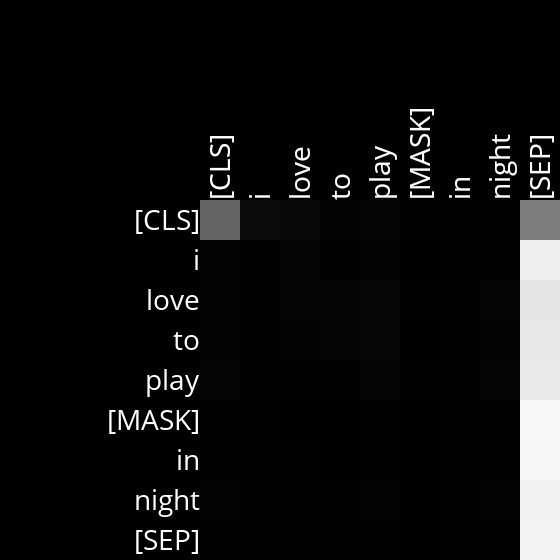 [CLS] i love to play [MASK] in night [SEP]
[CLS]
i
love
to
play
[MASK]
in
night
[SEP]